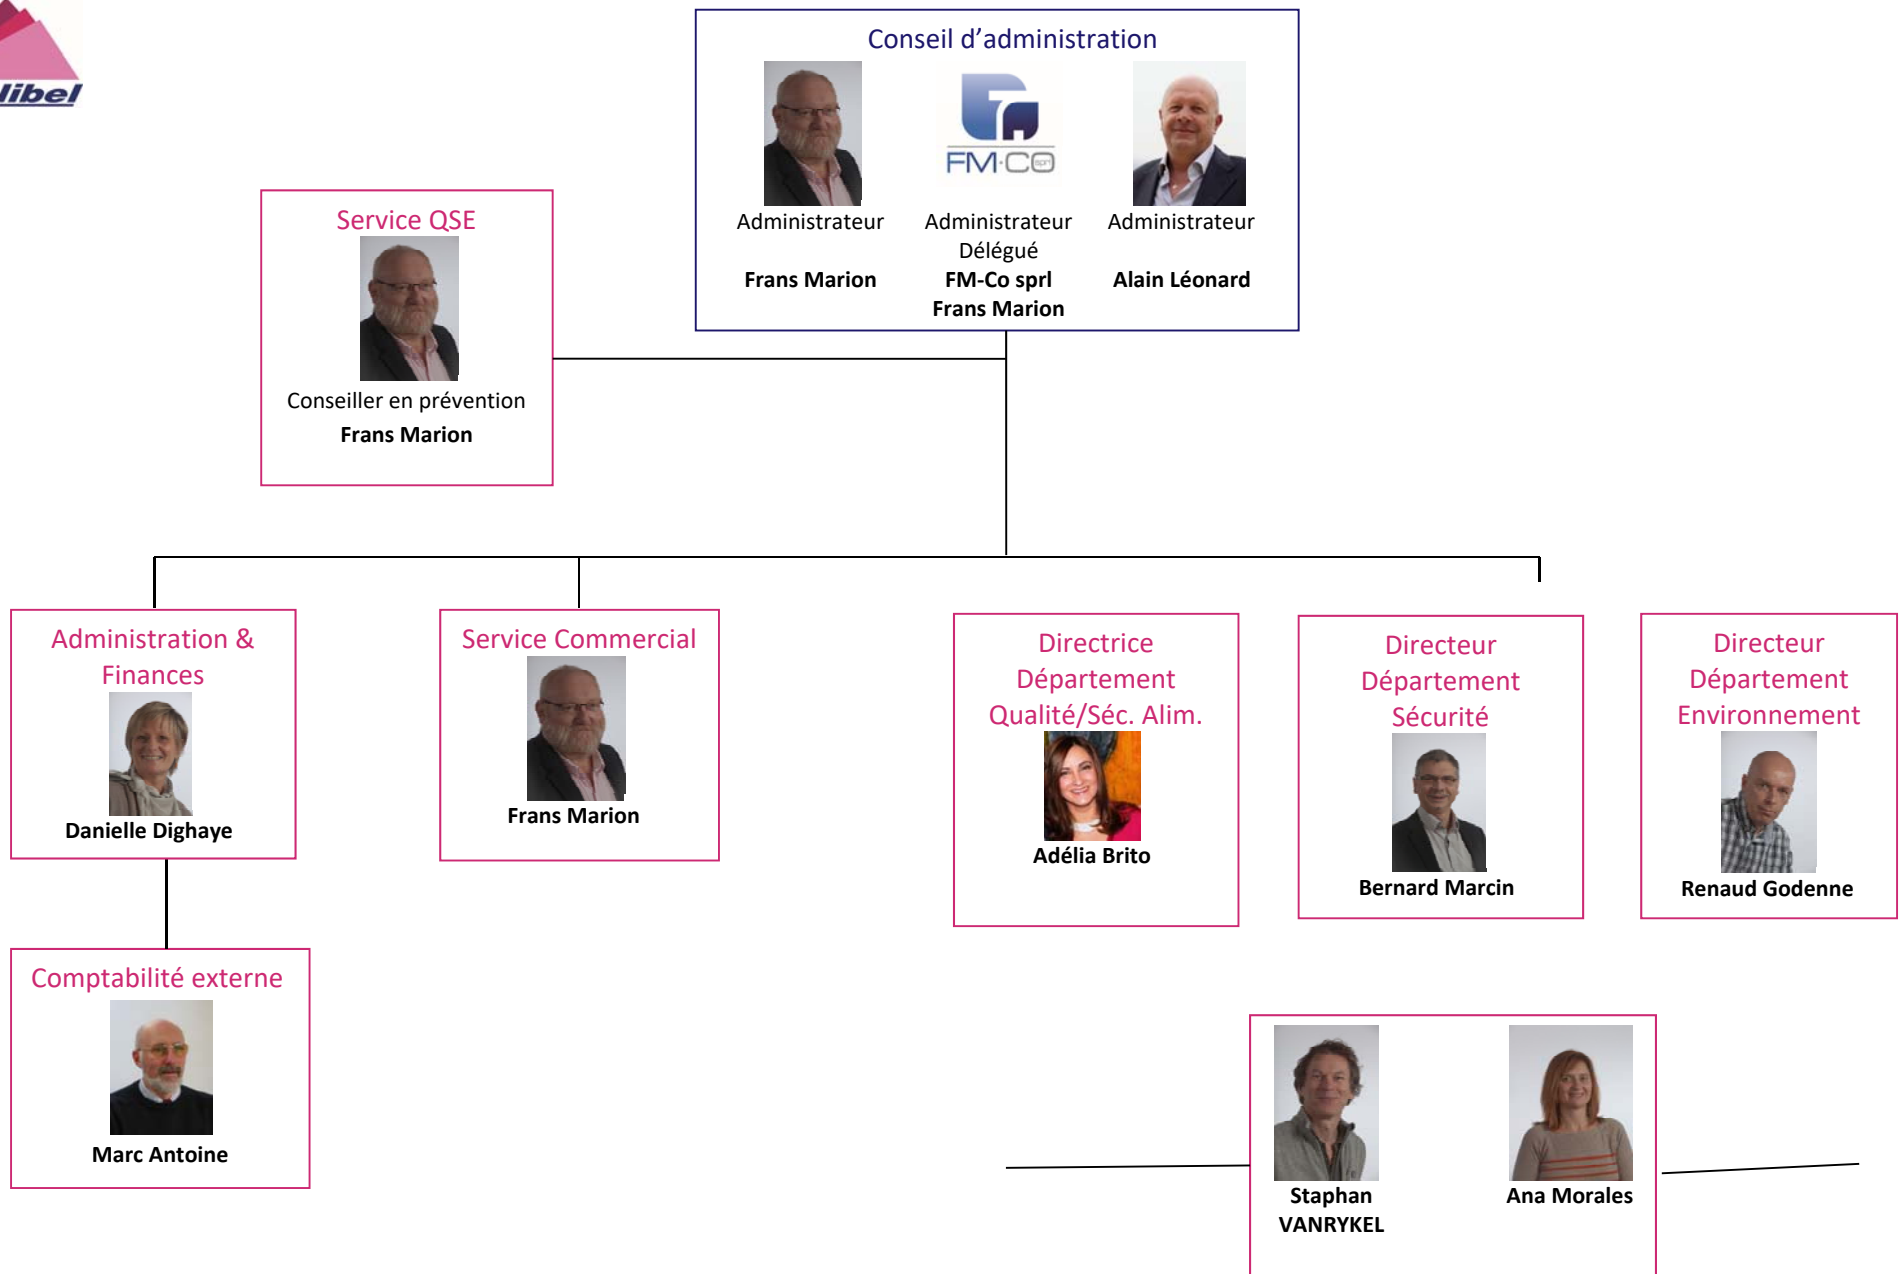 libel
Conseil d’administration
FM·CO sprl
Administrateur
Frans Marion
Administrateur
Délégué
FM-Co sprl
Frans Marion
Administrateur
Alain Léonard
Service QSE
Conseiller en prévention
Frans Marion
Administration &
Finances
Danielle Dighaye
Service Commercial
Frans Marion
Directrice
Département
Qualité/Séc. Alim.
Adélia Brito
Directeur
Département
Sécurité
Bernard Marcin
Directeur
Département
Environnement
Renaud Godenne
Comptabilité externe
Marc Antoine
Staphan
VANRYKEL
Ana Morales